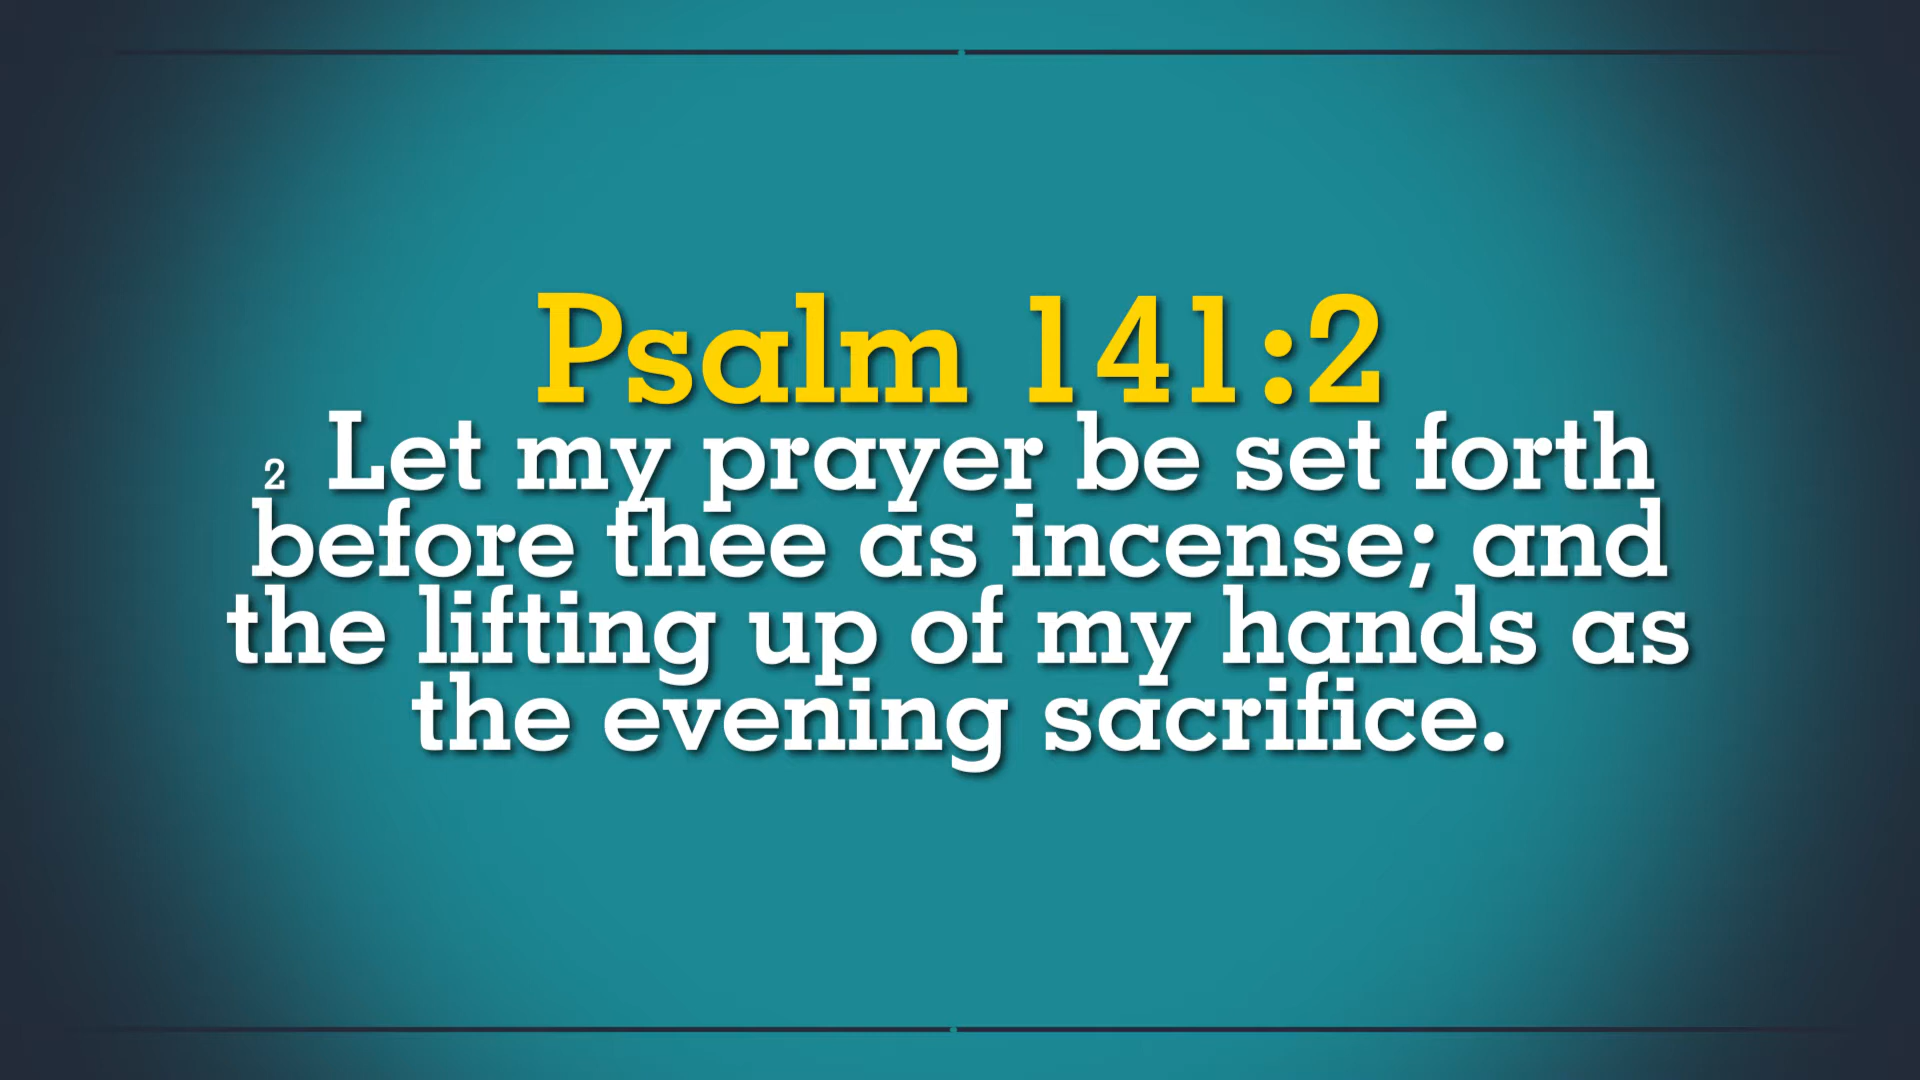 Psalm 141:2
2 Let my prayer be set forth
before thee as incense; and
the lifting up of my hands as
the evening sacrifice.